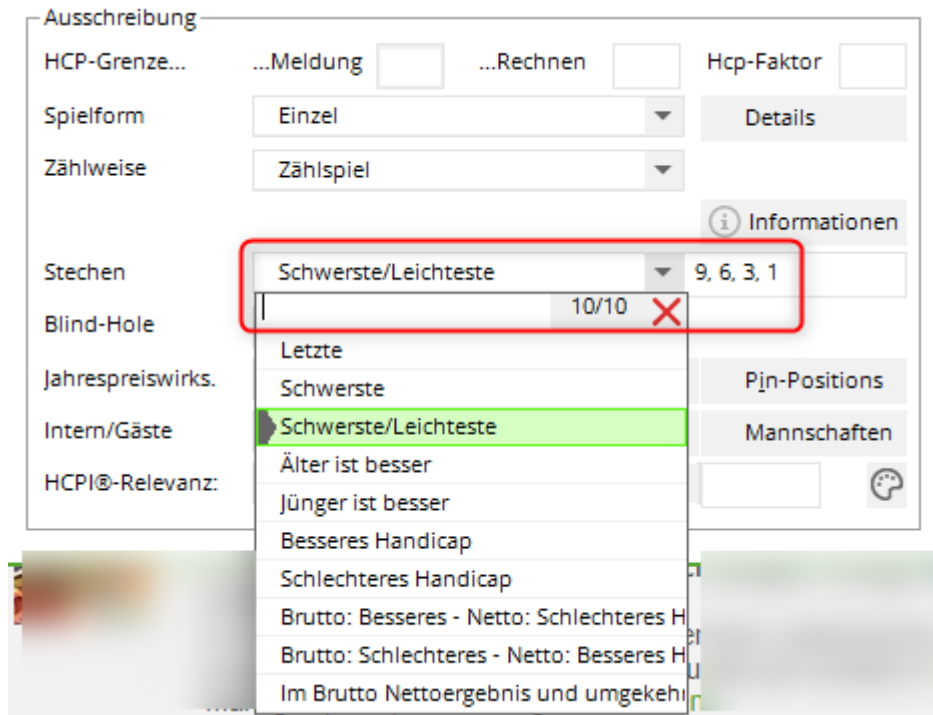 Ausschreibung
HCP-Grenze... ...Meldung ...Rechnen Hcp-Faktor
Spielform Einzel Details
Zählweise Zählspiel
Informationen
Stechen Schwerste/Leichteste 9, 6, 3, 1
10/10
Blind-Hole
Letzte
Jahrespreiswirks. Schwerste Pin-Positions
Intern/Gäste Schwerste/Leichteste Mannschaften
Älter ist besser
HCPI®-Relevanz:
Jünger ist besser
Besseres Handicap
Schlechteres Handicap
Brutto: Besseres - Netto: Schlechteres H
Brutto: Schlechteres - Netto: Besseres H
Im Brutto Nettoergebnis und umgekehr